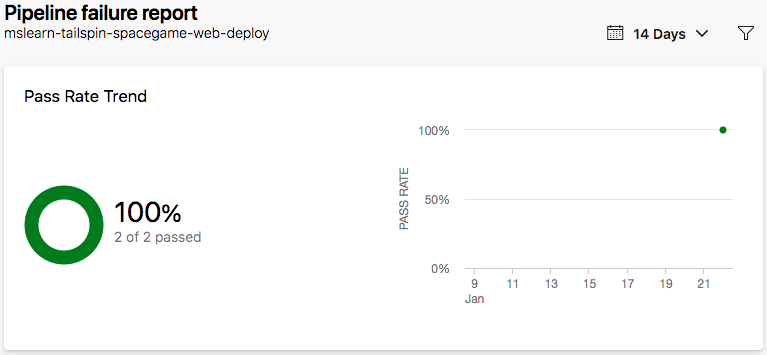 Pipeline failure report
mslearn-tailspin-spacegame-web-deploy
14 Days
Pass Rate Trend
100%
2 of 2 passed
PASS RATE
100%
50%
0%
9 11 13 15 17 19 21
Jan